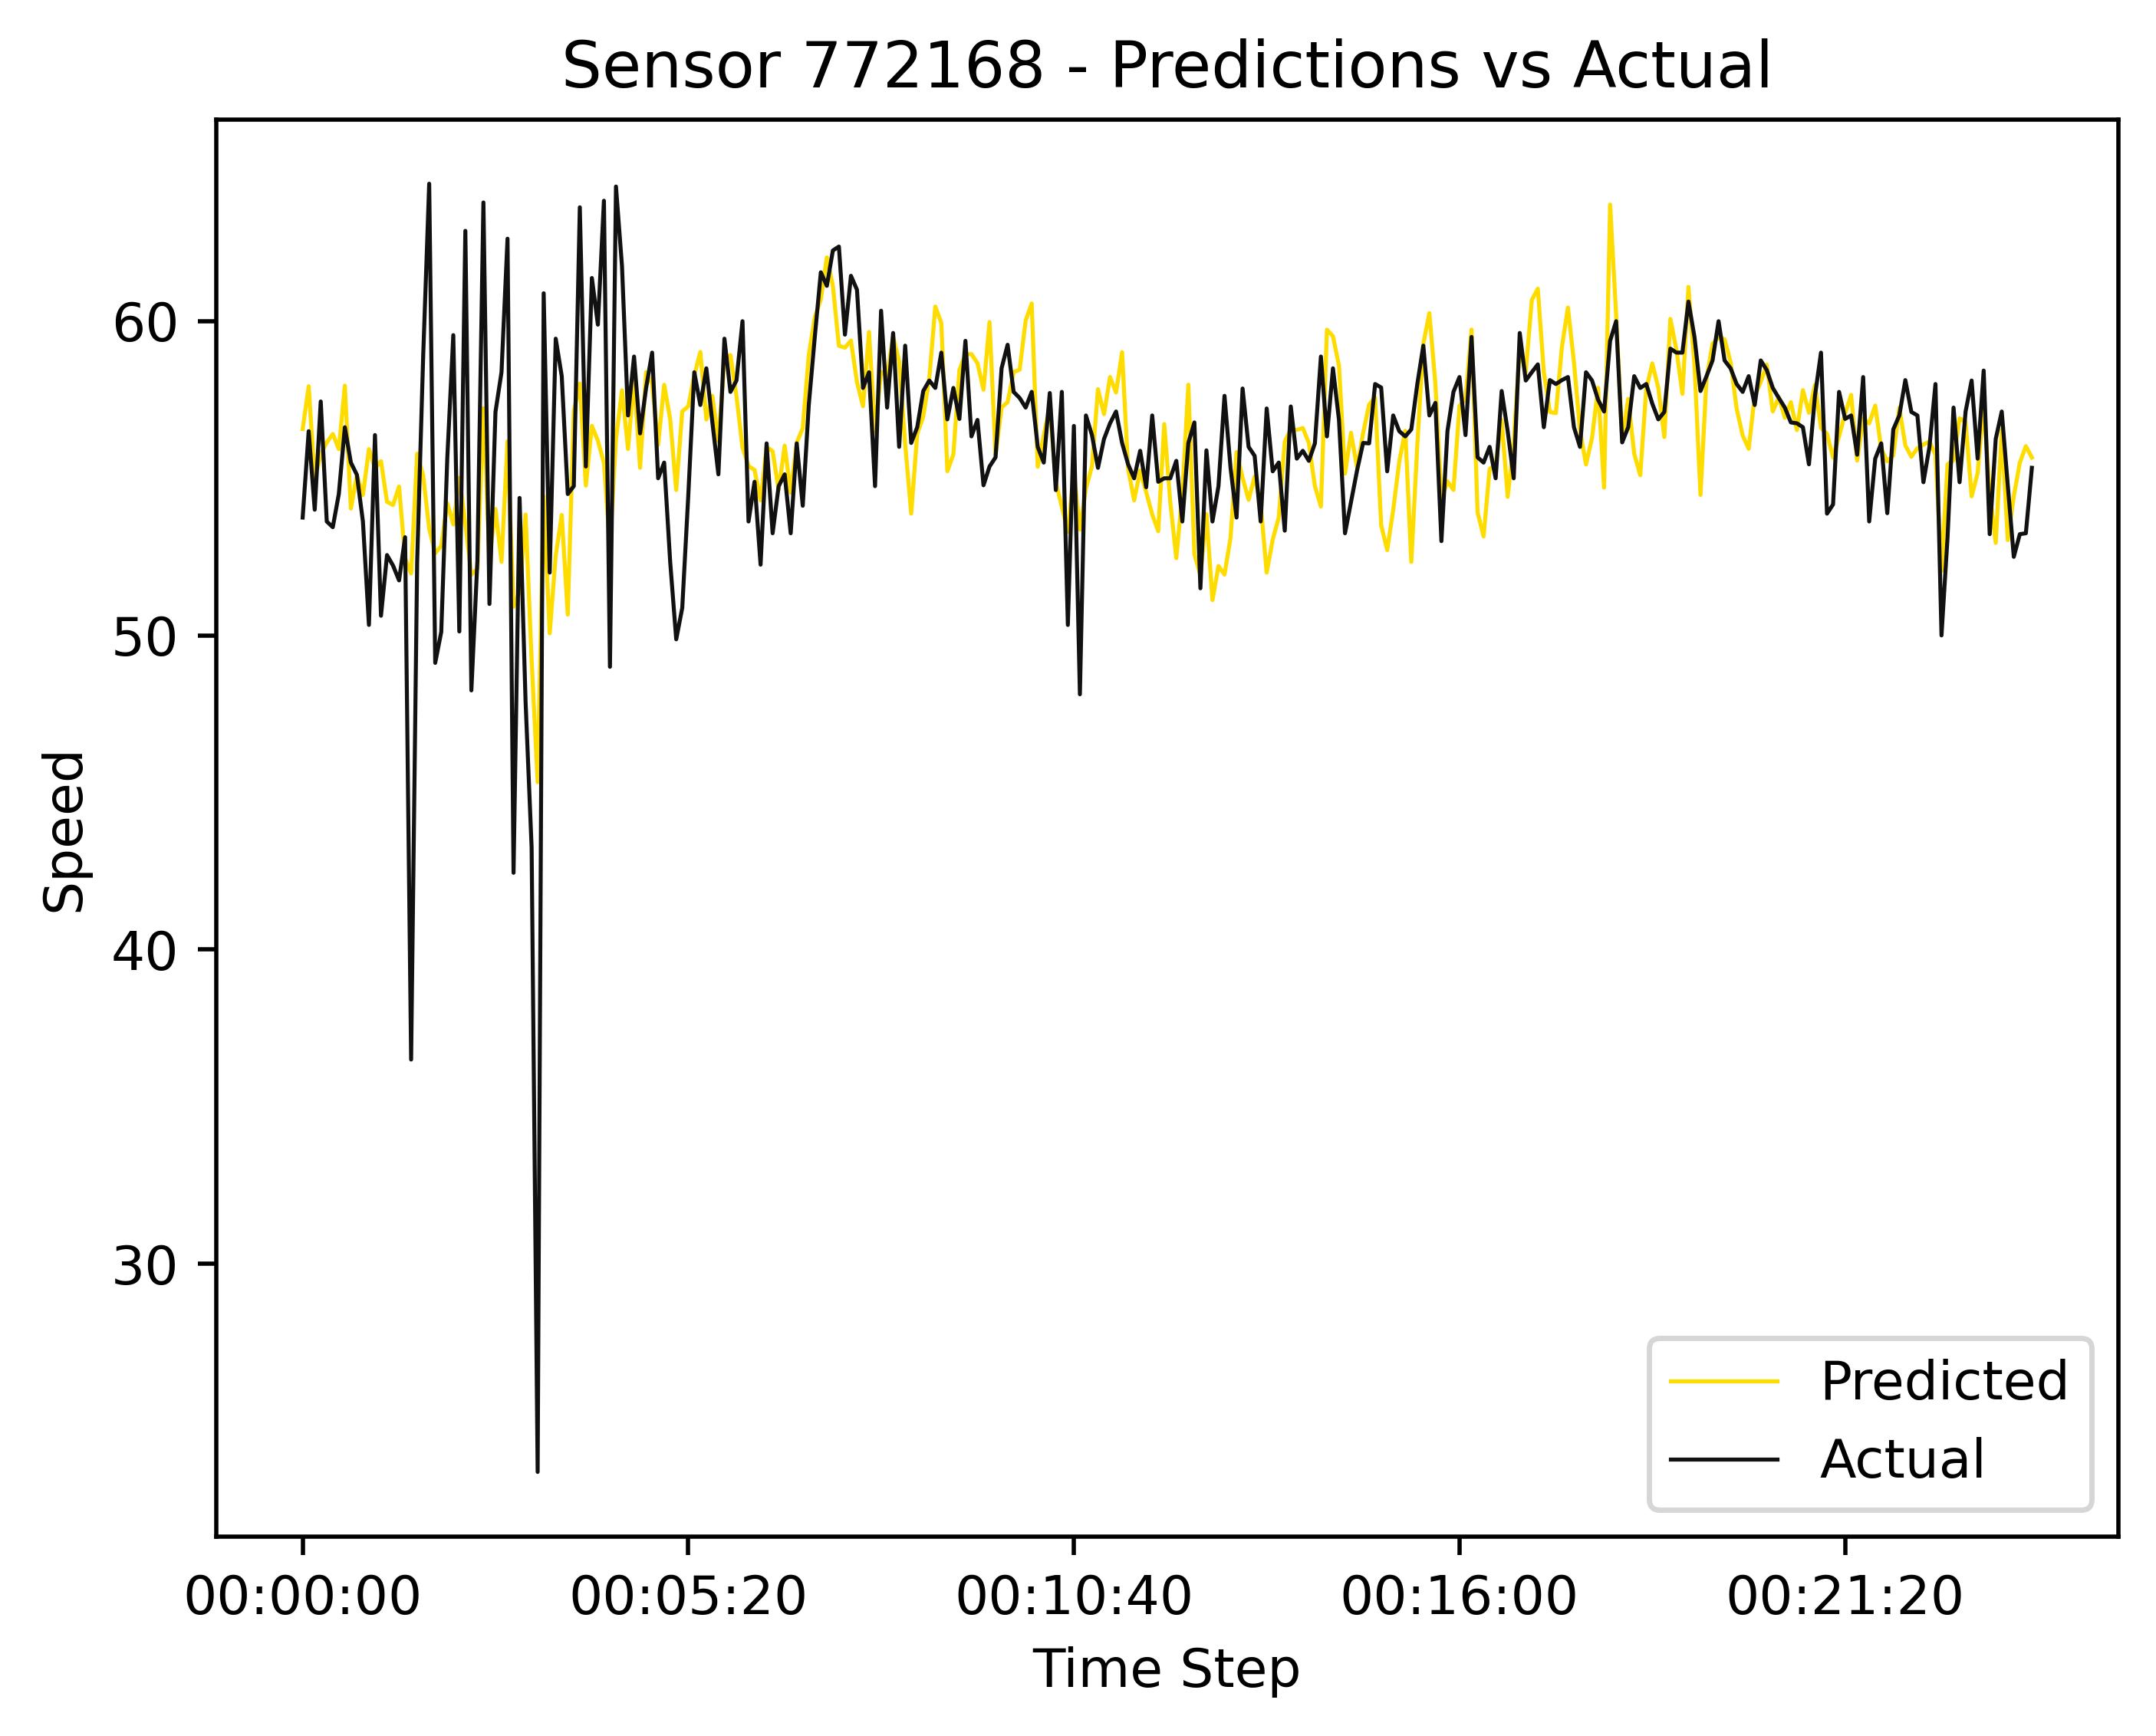 Sensor 772168 - Predictions vs Actual
Speed
60
50
40
30
Predicted
Actual
00:00:00 00:05:20 00:10:40 00:16:00 00:21:20
Time Step